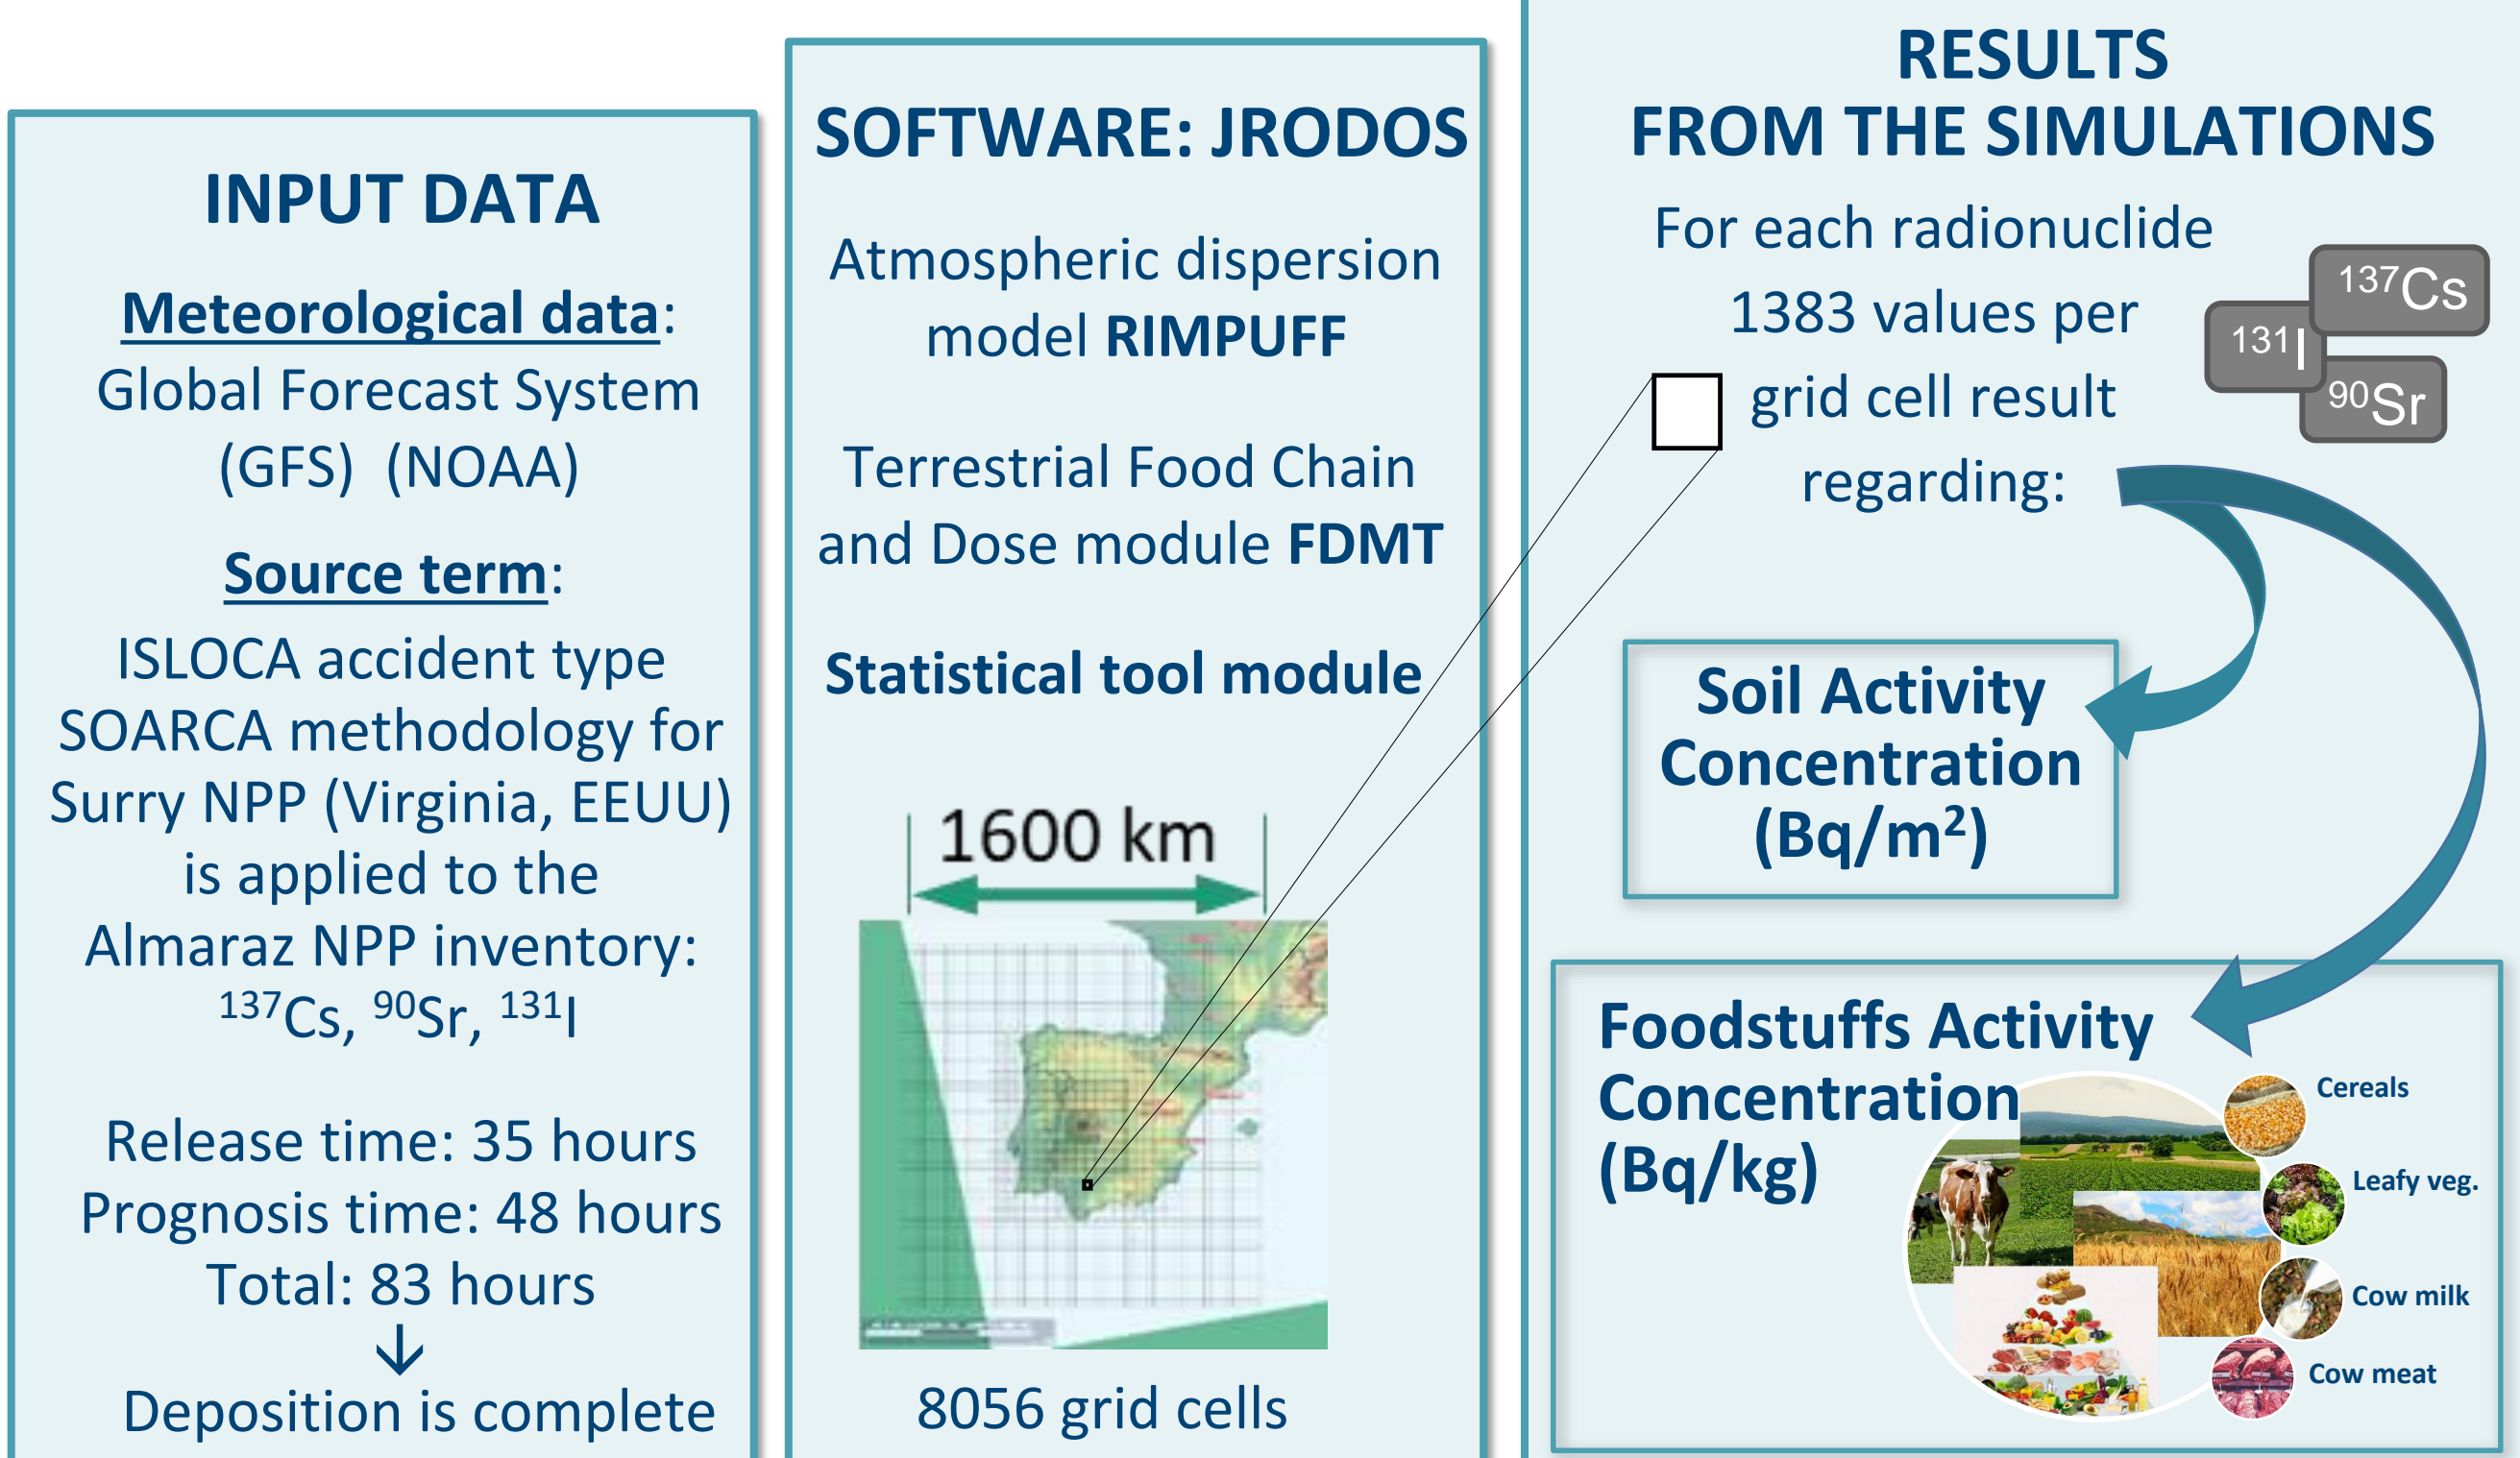 INPUT DATA
Meteorological data:
Global Forecast System
(GFS) (NOAA)
Source term:
ISLOCA accident type
SOARCA methodology for
Surry NPP (Virginia, EEUU)
is applied to the
Almaraz NPP inventory:
¹³⁷Cs, ⁹⁰Sr, ¹³¹I
Release time: 35 hours
Prognosis time: 48 hours
Total: 83 hours
↓
Deposition is complete
SOFTWARE: JRODOS
Atmospheric dispersion
model RIMPUFF
Terrestrial Food Chain
and Dose module FDMT
Statistical tool module
1600 km
8056 grid cells
RESULTS
FROM THE SIMULATIONS
For each radionuclide
1383 values per
grid cell result
regarding:
¹³⁷Cs
¹³¹I
⁹⁰Sr
Soil Activity
Concentration
(Bq/m²)
Foodstuffs Activity
Concentration
(Bq/kg)
Cereals
Leafy veg.
Cow milk
Cow meat